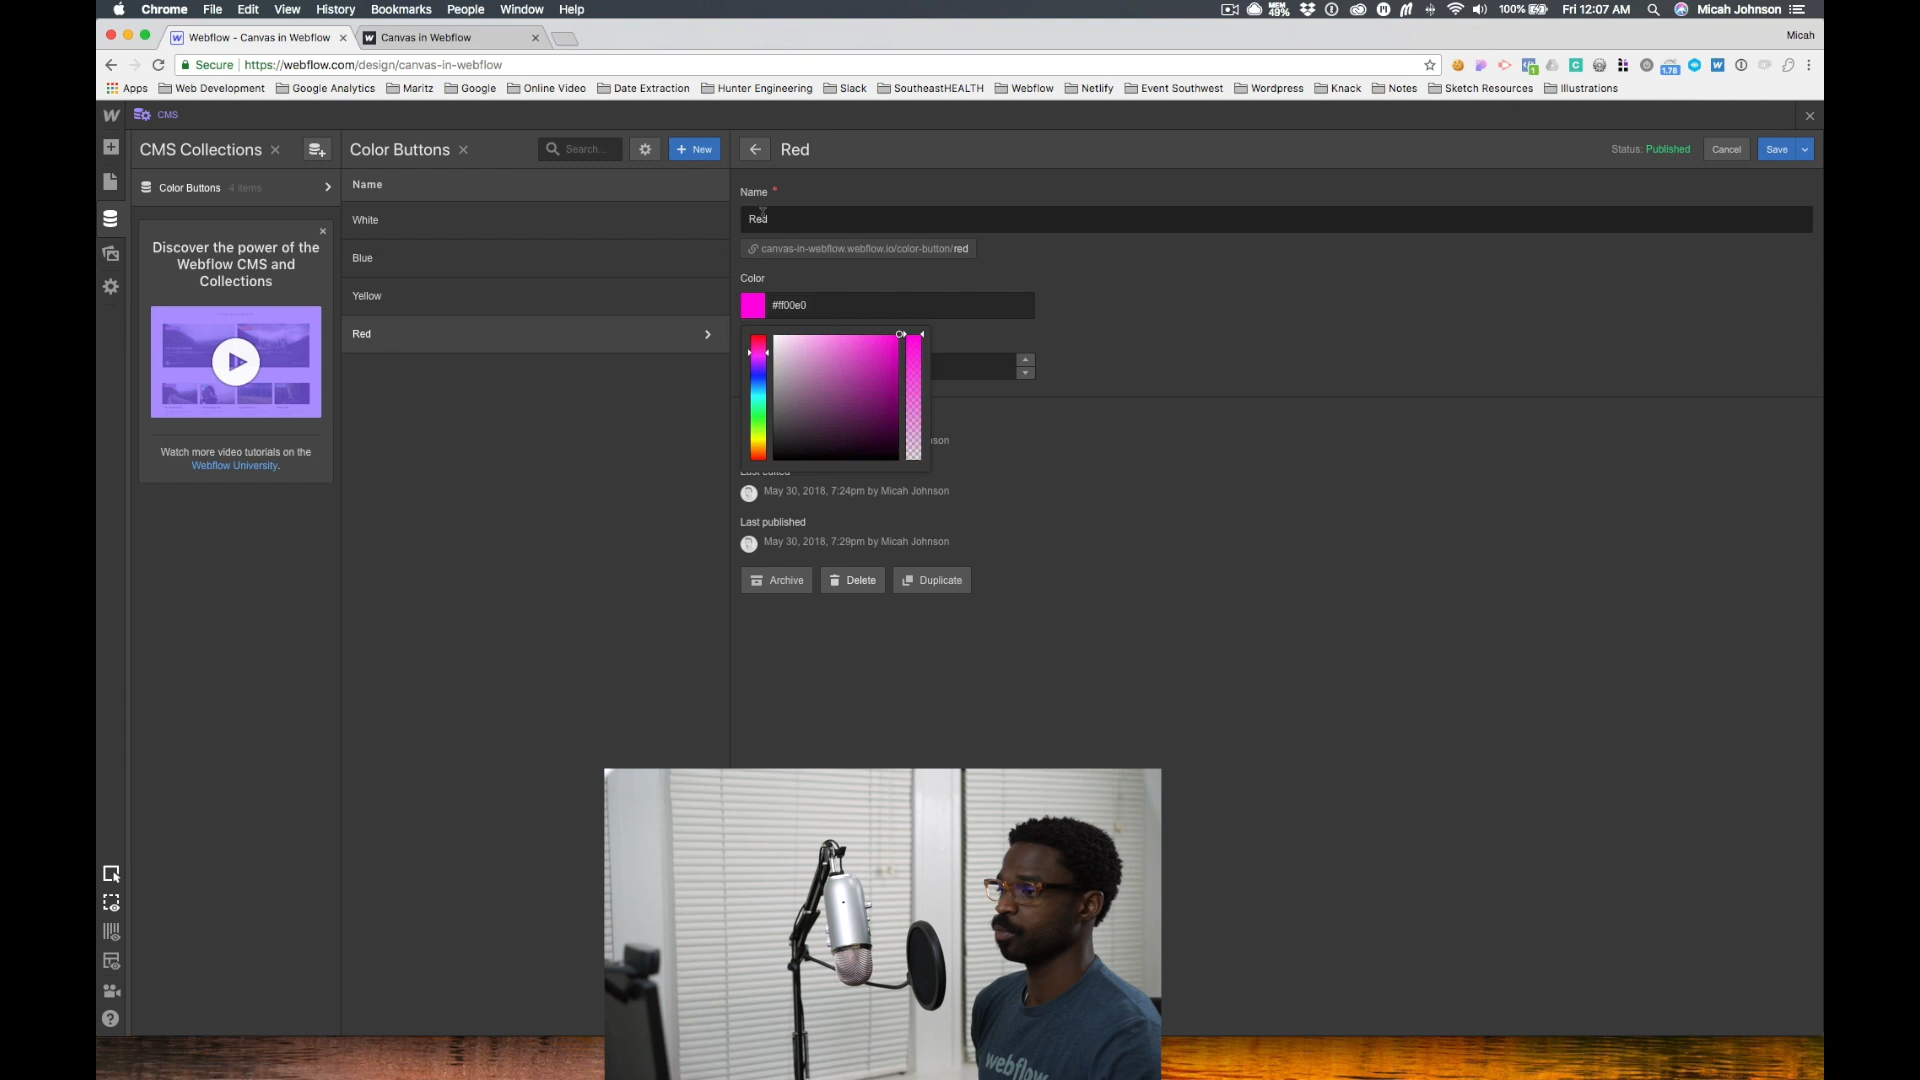 Chrome File Edit View History Bookmarks People Window Help MEM 49% 100% Fri 12:07 AM Micah Johnson
Webflow - Canvas in Webflow Canvas in Webflow Micah
Secure https://webflow.com/design/canvas-in-webflow
Apps Web Development Google Analytics Maritz Google Online Video Date Extraction Hunter Engineering Slack SoutheastHEALTH Webflow Netlify Event Southwest Wordpress Knack Notes Sketch Resources Illustrations
CMS
CMS Collections Color Buttons Search... New Red Status: Published Cancel Save
Color Buttons 4 items
Name
White
Blue
Yellow
Red
Discover the power of the
Webflow CMS and
Collections
Watch more video tutorials on the
Webflow University.
Name *
Red
canvas-in-webflow.webflow.io/color-button/red
Color
#ff00e0
Last edited
May 30, 2018, 7:24pm by Micah Johnson
Last published
May 30, 2018, 7:29pm by Micah Johnson
Archive Delete Duplicate
webflow